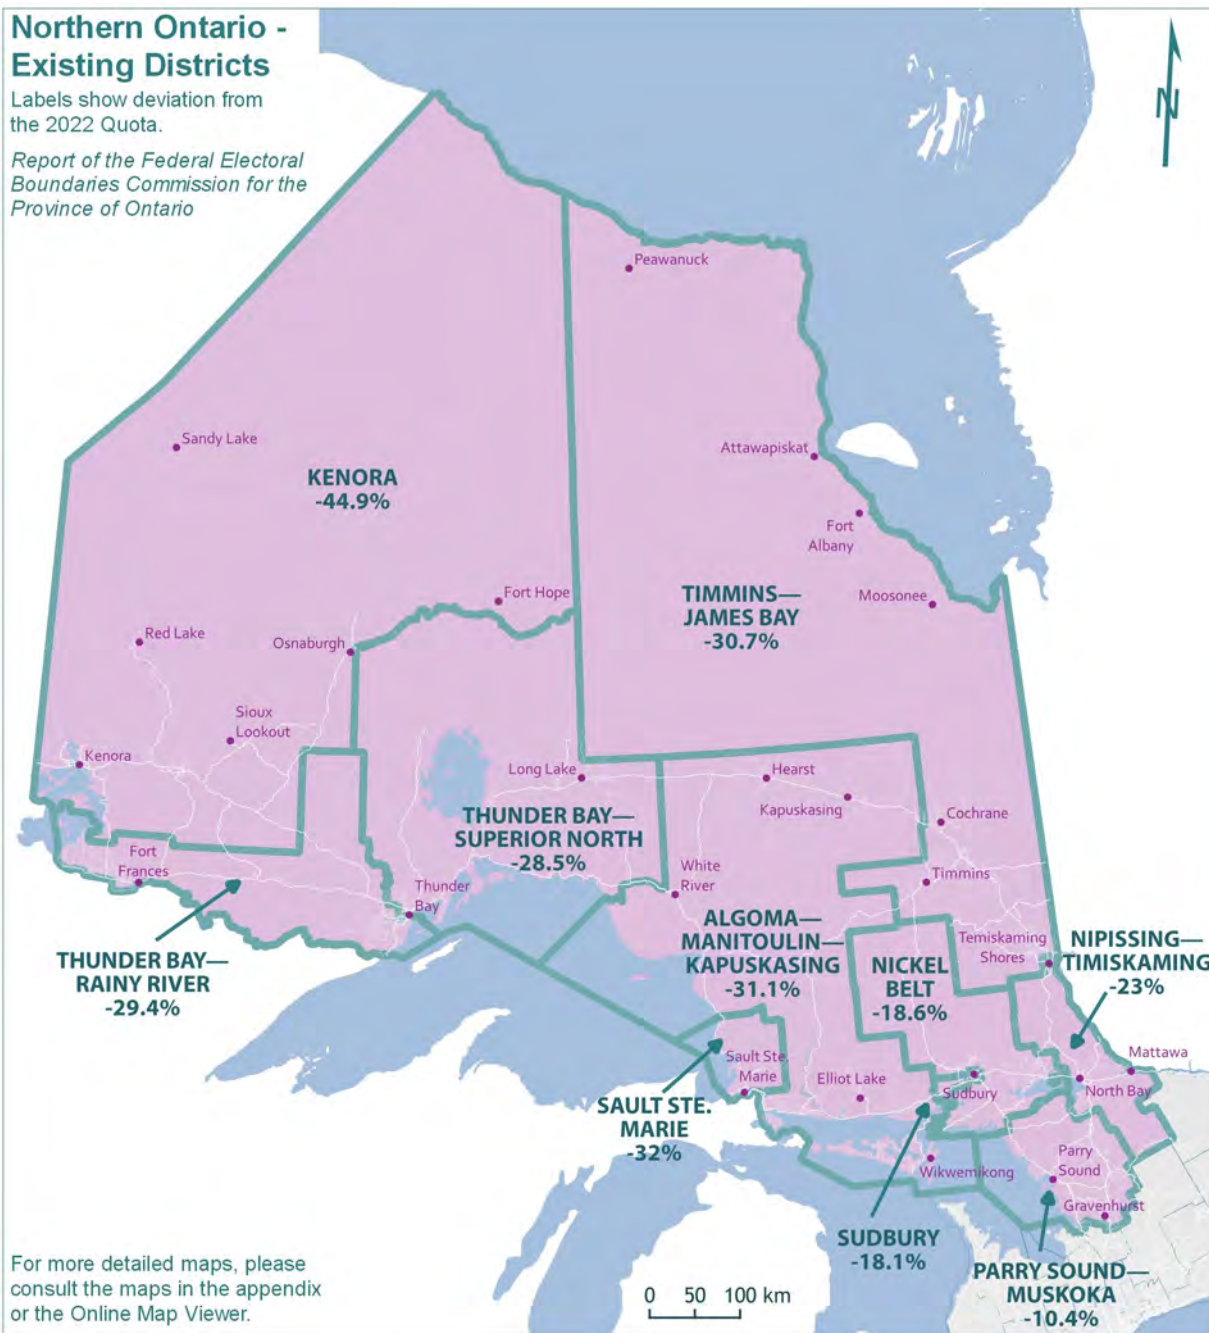 Northern Ontario -
Existing Districts
Labels show deviation from
the 2022 Quota.
Report of the Federal Electoral
Boundaries Commission for the
Province of Ontario
N
Peawanuck
Sandy Lake
Attawapiskat
KENORA
-44.9%
Fort
Albany
Fort Hope
TIMMINS—
JAMES BAY
-30.7%
Moosonee
Red Lake
Osnaburgh
Sioux
Lookout
Kenora
Long Lake
Hearst
Kapuskasing
Cochrane
THUNDER BAY—
SUPERIOR NORTH
-28.5%
Fort
Frances
White
River
Timmins
Thunder
Bay
ALGOMA—
MANITOULIN—
KAPUSKASING
-31.1%
Temiskaming
Shores
NIPISSING—
TIMISKAMING
-23%
THUNDER BAY—
RAINY RIVER
-29.4%
NICKEL
BELT
-18.6%
Sault Ste.
Marie
Elliot Lake
Sudbury
Mattawa
North Bay
SAULT STE.
MARIE
-32%
Wikwemikong
Parry
Sound
Gravenhurst
SUDBURY
-18.1%
PARRY SOUND—
MUSKOKA
-10.4%
For more detailed maps, please
consult the maps in the appendix
or the Online Map Viewer.
0 50 100 km